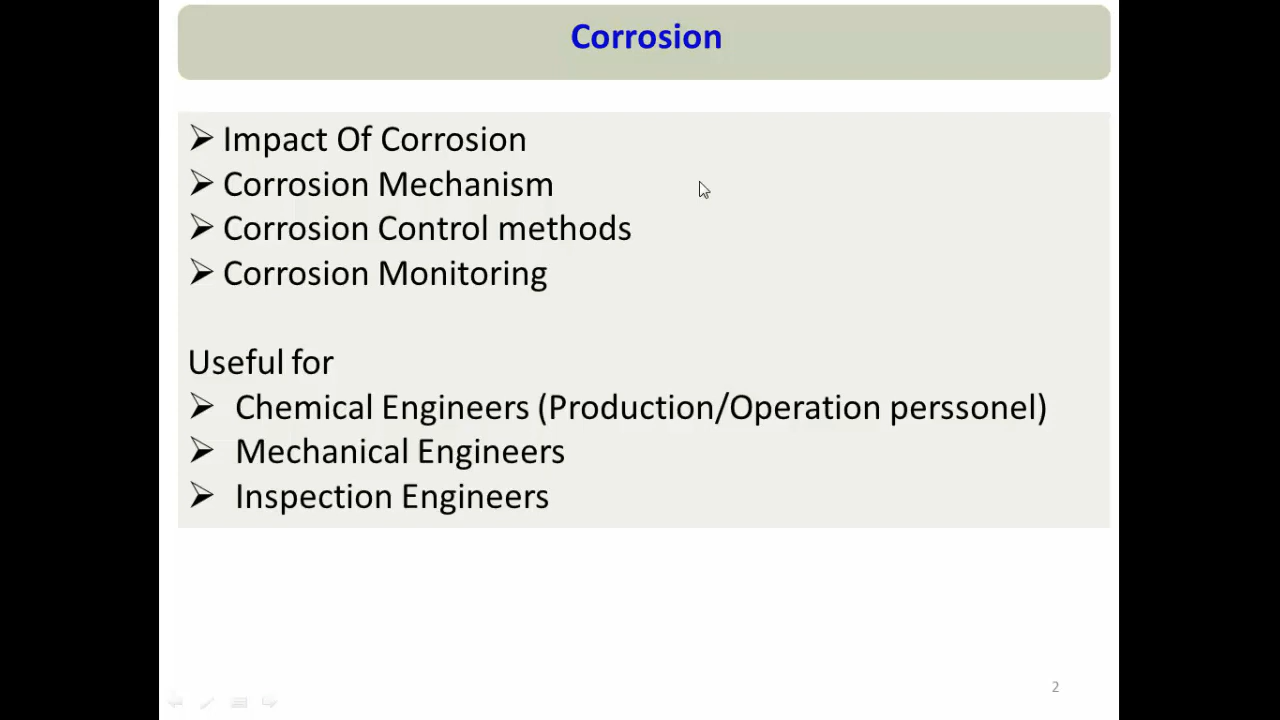 Corrosion
➢ Impact Of Corrosion
➢ Corrosion Mechanism
➢ Corrosion Control methods
➢ Corrosion Monitoring
Useful for
➢ Chemical Engineers (Production/Operation perssonel)
➢ Mechanical Engineers
➢ Inspection Engineers
2